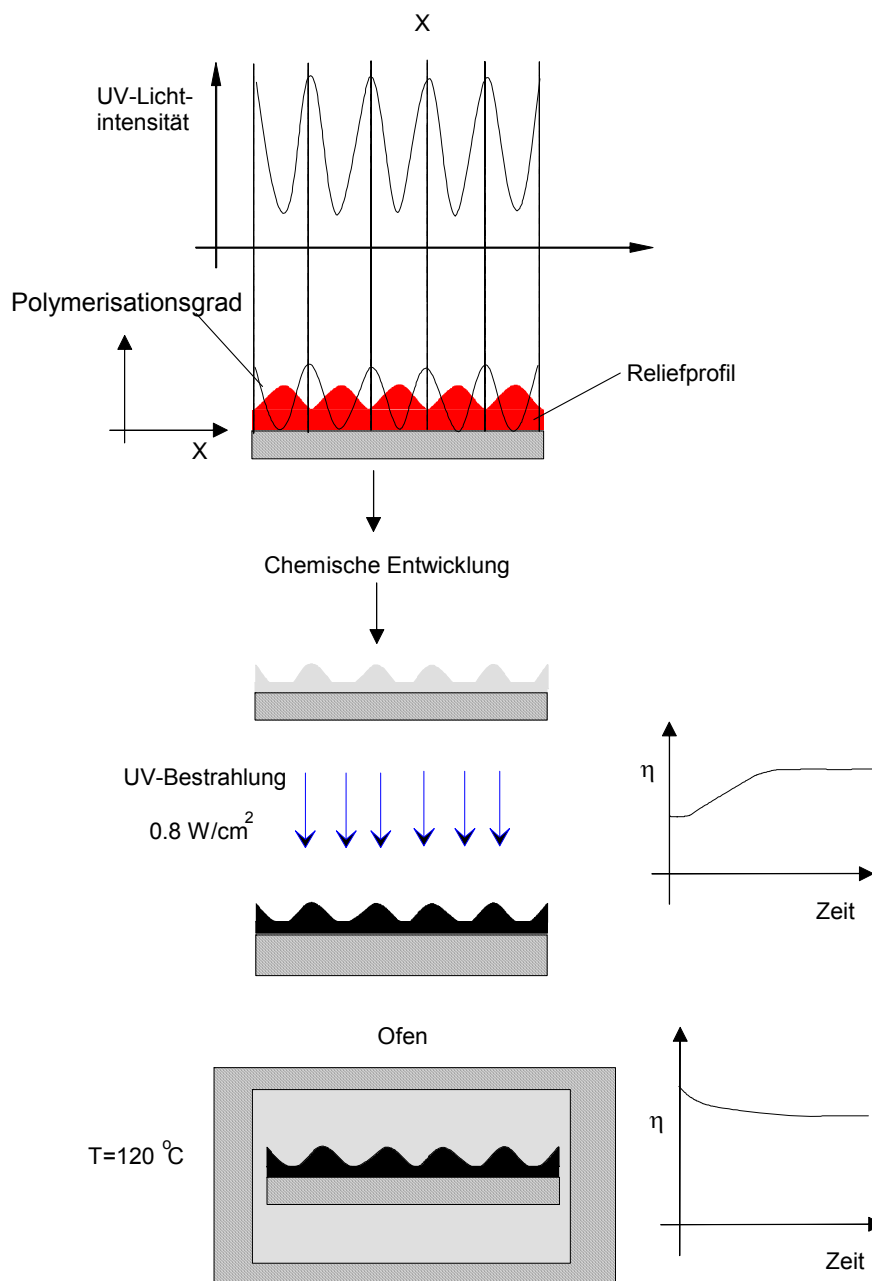 X
UV-Licht-
intensität
Polymerisationsgrad
Reliefprofil
X
Chemische Entwicklung
UV-Bestrahlung
0.8 W/cm²
η
Zeit
Ofen
T=120 °C
η
Zeit